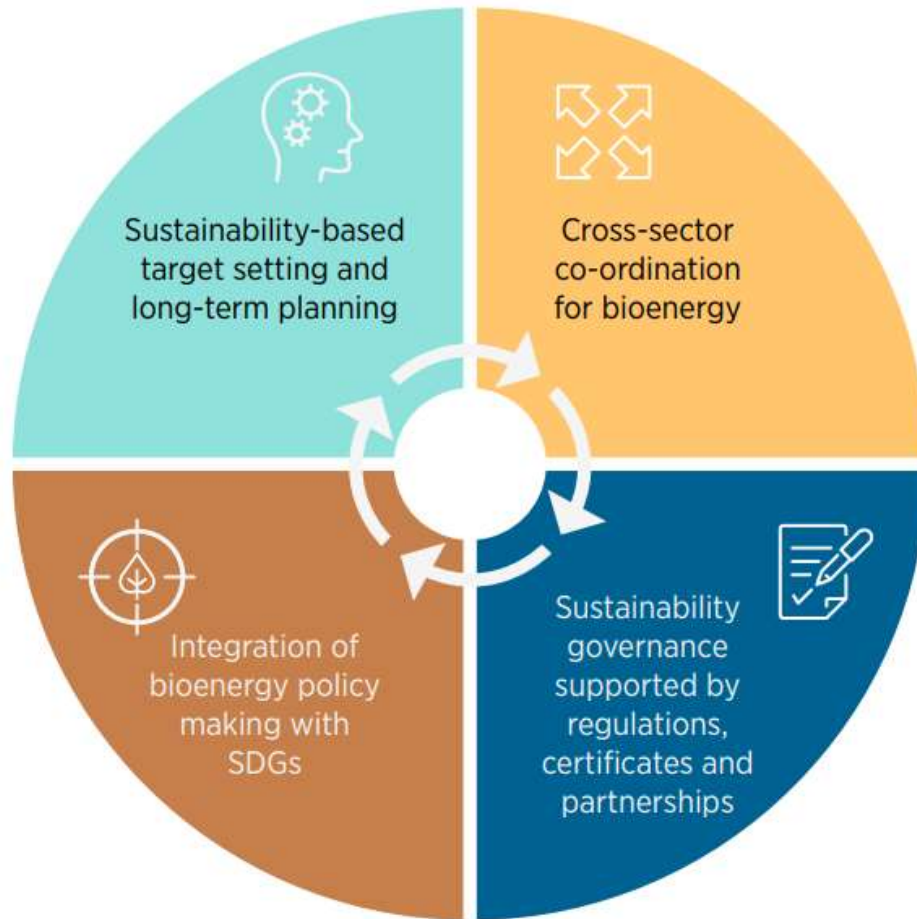 Sustainability-based
target setting and
long-term planning
Cross-sector
co-ordination
for bioenergy
Integration of
bioenergy policy
making with
SDGs
Sustainability
governance
supported by
regulations,
certificates and
partnerships